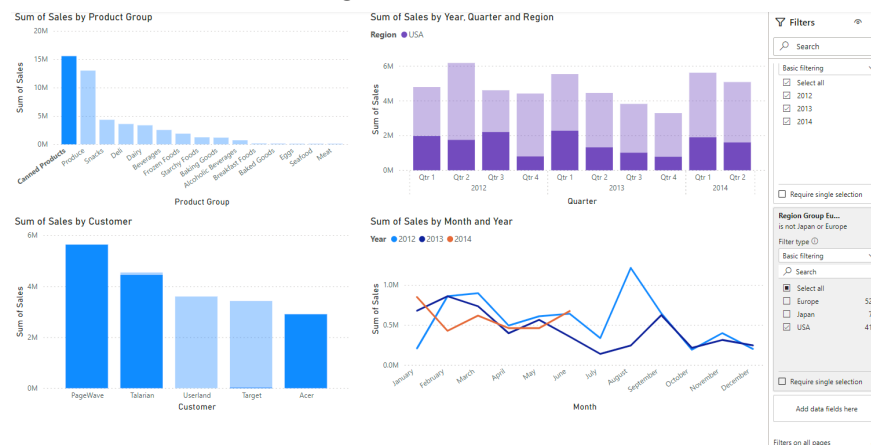 Sum of Sales by Product Group
20M
15M
10M
5M
0M
Sum of Sales
Canned Products
Produce
Snacks
Deli
Dairy
Beverages
Frozen Foods
Starchy Foods
Baking Goods
Alcoholic Beverages
Breakfast Foods
Baked Goods
Eggs
Seafood
Meat
Product Group
Sum of Sales by Year, Quarter and Region
Region USA
6M
4M
2M
0M
Sum of Sales
Qtr 1 Qtr 2 Qtr 3 Qtr 4 Qtr 1 Qtr 2 Qtr 3 Qtr 4 Qtr 1 Qtr 2
2012 2013 2014
Quarter
Sum of Sales by Customer
6M
4M
2M
0M
Sum of Sales
PageWave Talarian Userland Target Acer
Customer
Sum of Sales by Month and Year
Year 2012 2013 2014
1.0M
0.5M
0.0M
Sum of Sales
January
February
March
April
May
June
July
August
September
October
November
December
Month
Filters
Search
Basic filtering
Select all
2012
2013
2014
Require single selection
Region Group Eu...
is not Japan or Europe
Filter type
Basic filtering
Search
Select all
Europe 52
Japan 7
USA 41
Require single selection
Add data fields here
Filters on all pages